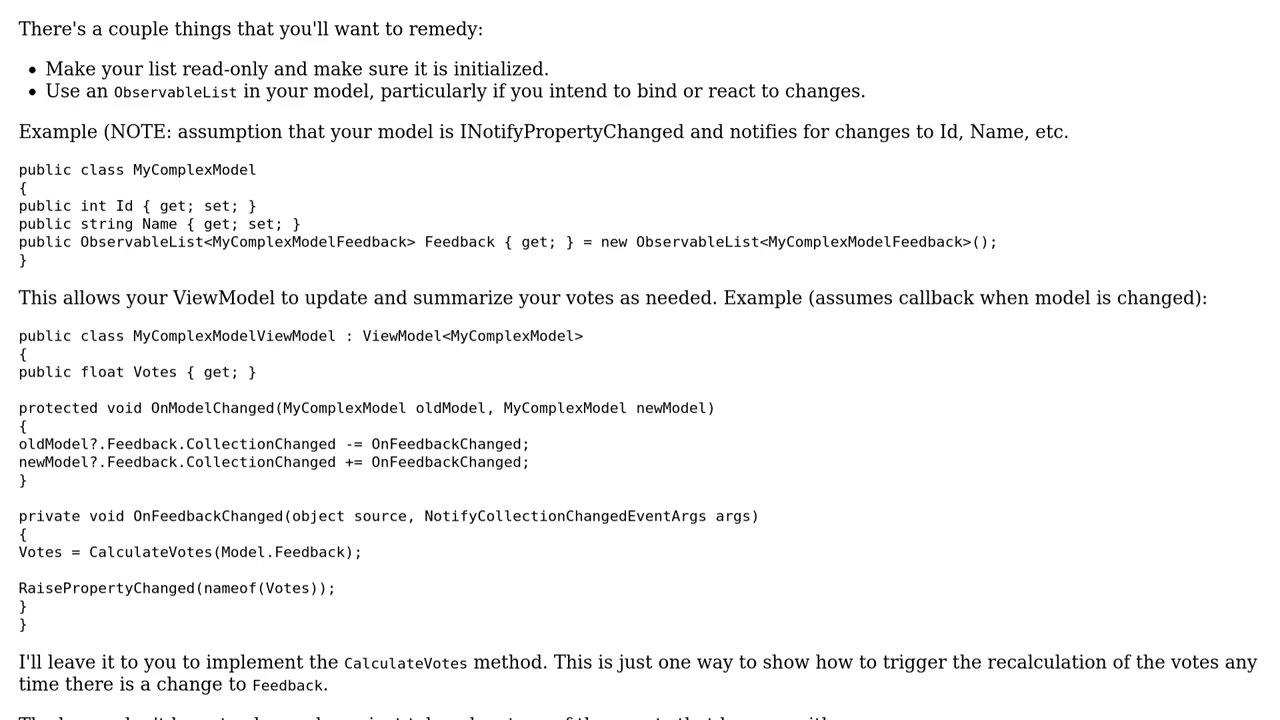 There's a couple things that you'll want to remedy:
Make your list read-only and make sure it is initialized.
Use an ObservableList in your model, particularly if you intend to bind or react to changes.
Example (NOTE: assumption that your model is INotifyPropertyChanged and notifies for changes to Id, Name, etc.
public class MyComplexModel
{
public int Id { get; set; }
public string Name { get; set; }
public ObservableList<MyComplexModelFeedback> Feedback { get; } = new ObservableList<MyComplexModelFeedback>();
}
This allows your ViewModel to update and summarize your votes as needed. Example (assumes callback when model is changed):
public class MyComplexModelViewModel : ViewModel<MyComplexModel>
{
public float Votes { get; }
protected void OnModelChanged(MyComplexModel oldModel, MyComplexModel newModel)
{
oldModel?.Feedback.CollectionChanged -= OnFeedbackChanged;
newModel?.Feedback.CollectionChanged += OnFeedbackChanged;
}
private void OnFeedbackChanged(object source, NotifyCollectionChangedEventArgs args)
{
Votes = CalculateVotes(Model.Feedback);
RaisePropertyChanged(nameof(Votes));
}
}
I'll leave it to you to implement the CalculateVotes method. This is just one way to show how to trigger the recalculation of the votes any
time there is a change to Feedback.